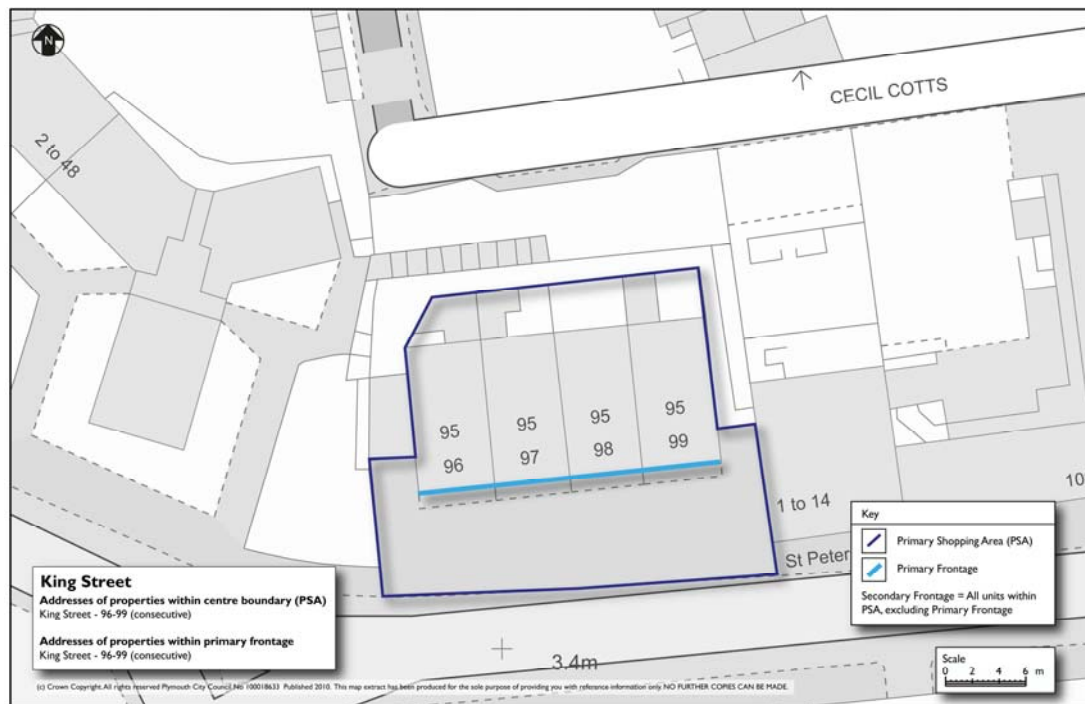 N
CECIL COTTS
2 to 48
95 95 95 95
96 97 98 99
1 to 14
10
St Peter
3.4m
King Street
Addresses of properties within centre boundary (PSA)
King Street - 96-99 (consecutive)
Addresses of properties within primary frontage
King Street - 96-99 (consecutive)
Key
Primary Shopping Area (PSA)
Primary Frontage
Secondary Frontage = All units within
PSA, excluding Primary Frontage
Scale
0 2 4 6 m
(c) Crown Copyright. All rights reserved Plymouth City Council. No 100018633 Published 2010. This map extract has been produced for the sole purpose of providing you with reference information only NO FURTHER COPIES CAN BE MADE.